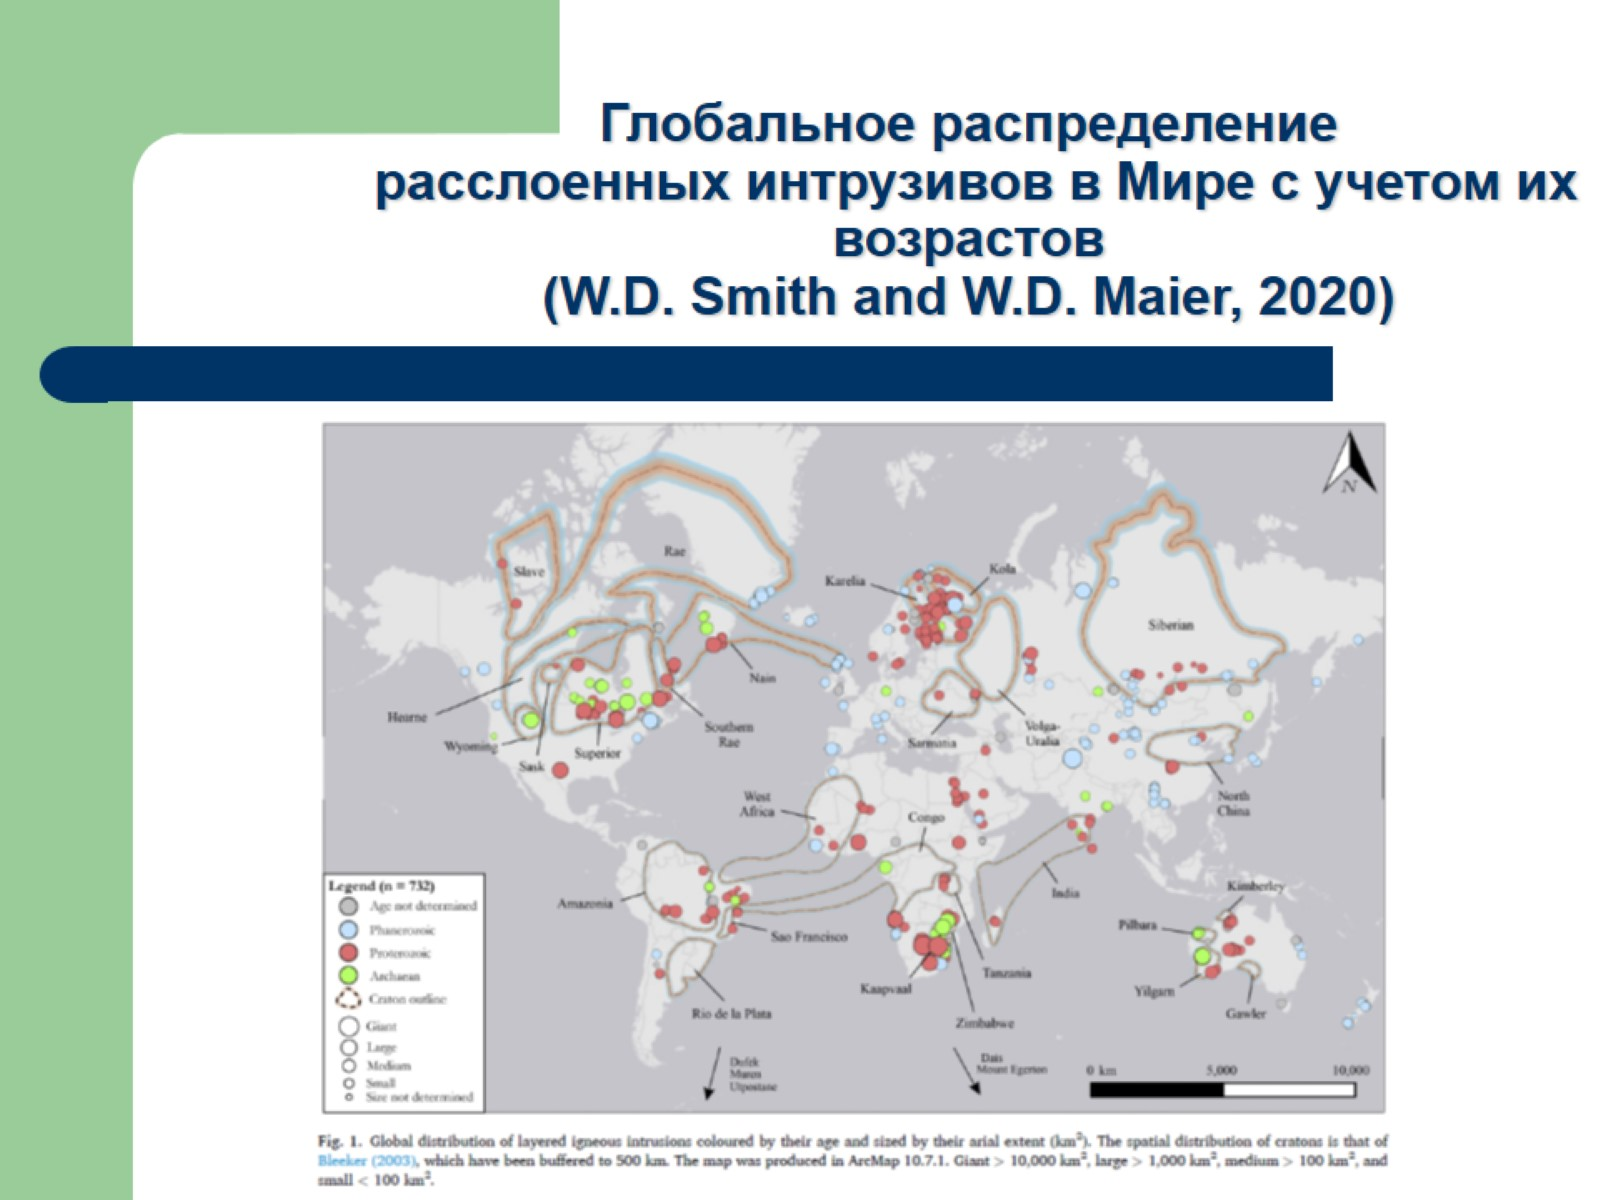 Глобальное распределение
расслоенных интрузивов в Мире с учетом их
возрастов
(W.D. Smith and W.D. Maier, 2020)
N
Rae
Slave
Karelia
Kola
Siberian
Nain
Hearne
Southern
Rae
Wyoming
Superior
Sask
Sarmatia
Volga-
Uralia
West
Africa
Congo
North
China
India
Kimberley
Amazonia
Sao Francisco
Pilbara
Tanzania
Kaapvaal
Yilgarn
Rio de la Plata
Zimbabwe
Gawler
Dufek
Muren
Utpostane
Dais
Mount Egerton
0 km 5,000 10,000
Legend (n = 732)
Age not determined
Phanerozoic
Proterozoic
Archaean
Craton outline
Giant
Large
Medium
Small
Size not determined
Fig. 1. Global distribution of layered igneous intrusions coloured by their age and sized by their arial extent (km²). The spatial distribution of cratons is that of
Bleeker (2003), which have been buffered to 500 km. The map was produced in ArcMap 10.7.1. Giant > 10,000 km², large > 1,000 km², medium > 100 km², and
small < 100 km².